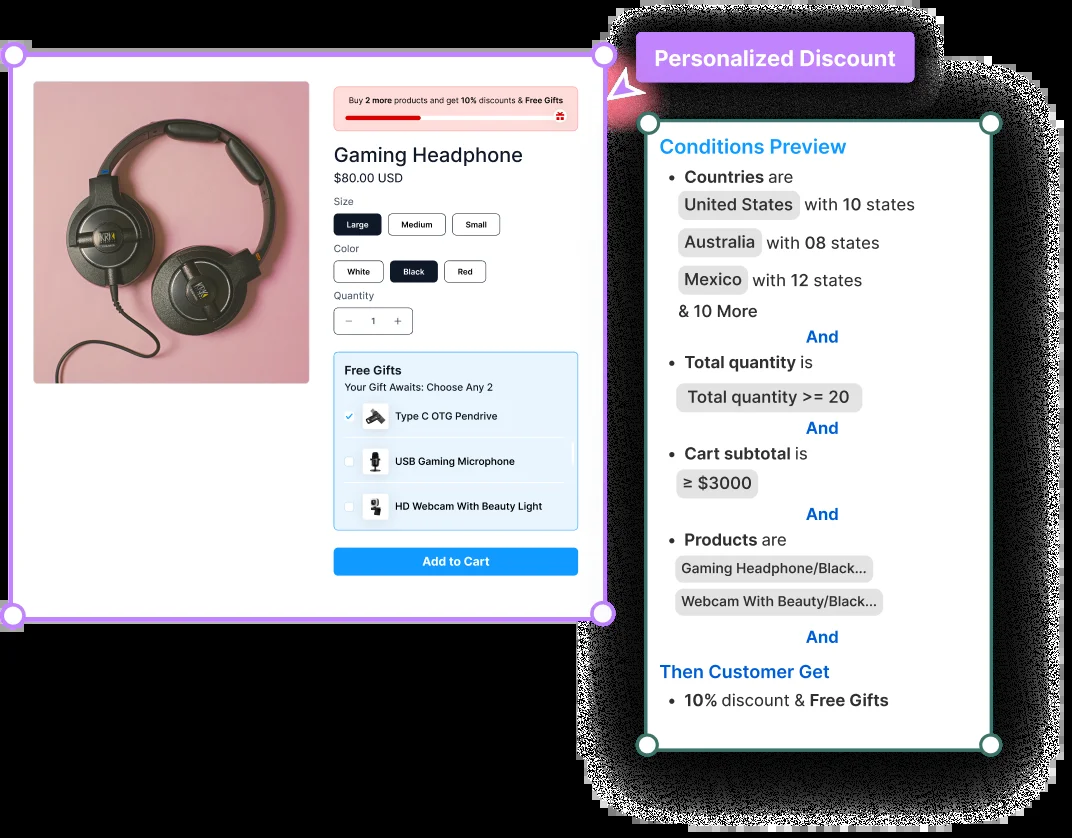 Personalized Discount
Buy 2 more products and get 10% discounts & Free Gifts
Gaming Headphone
$80.00 USD
Size
Large Medium Small
Color
White Black Red
Quantity
− 1 +
Free Gifts
Your Gift Awaits: Choose Any 2
Type C OTG Pendrive
USB Gaming Microphone
HD Webcam With Beauty Light
Add to Cart
KRK
Conditions Preview
• Countries are
United States with 10 states
Australia with 08 states
Mexico with 12 states
& 10 More
And
• Total quantity is
Total quantity >= 20
And
• Cart subtotal is
≥ $3000
And
• Products are
Gaming Headphone/Black...
Webcam With Beauty/Black...
And
Then Customer Get
• 10% discount & Free Gifts